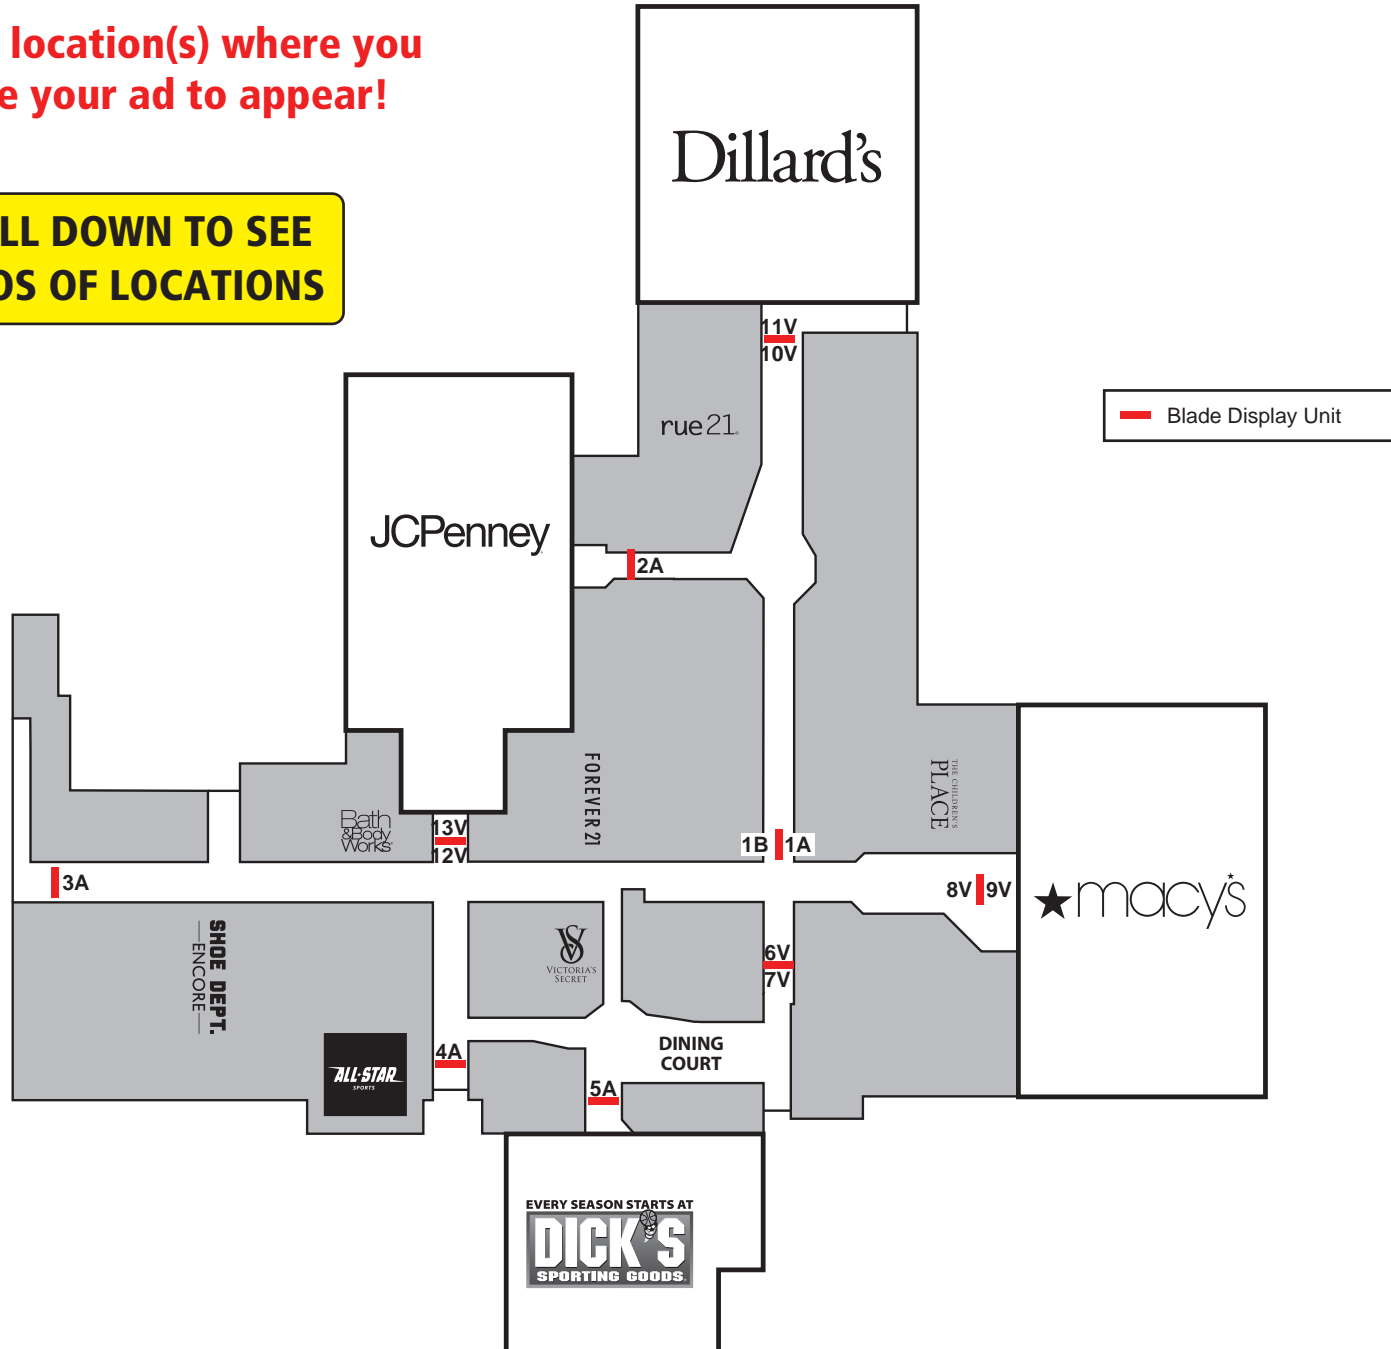 location(s) where you
e your ad to appear!
LL DOWN TO SEE
OS OF LOCATIONS
Dillard's
11V
10V
rue21
Blade Display Unit
JCPenney
2A
FOREVER 21
THE CHILDREN'S
PLACE
Bath
&Body
Works
13V
12V
1B
1A
3A
8V
9V
macy's
SHOE DEPT.
ENCORE
VS
VICTORIA'S
SECRET
6V
7V
DINING
COURT
4A
ALL·STAR
SPORTS
5A
EVERY SEASON STARTS AT
DICK'S
SPORTING GOODS